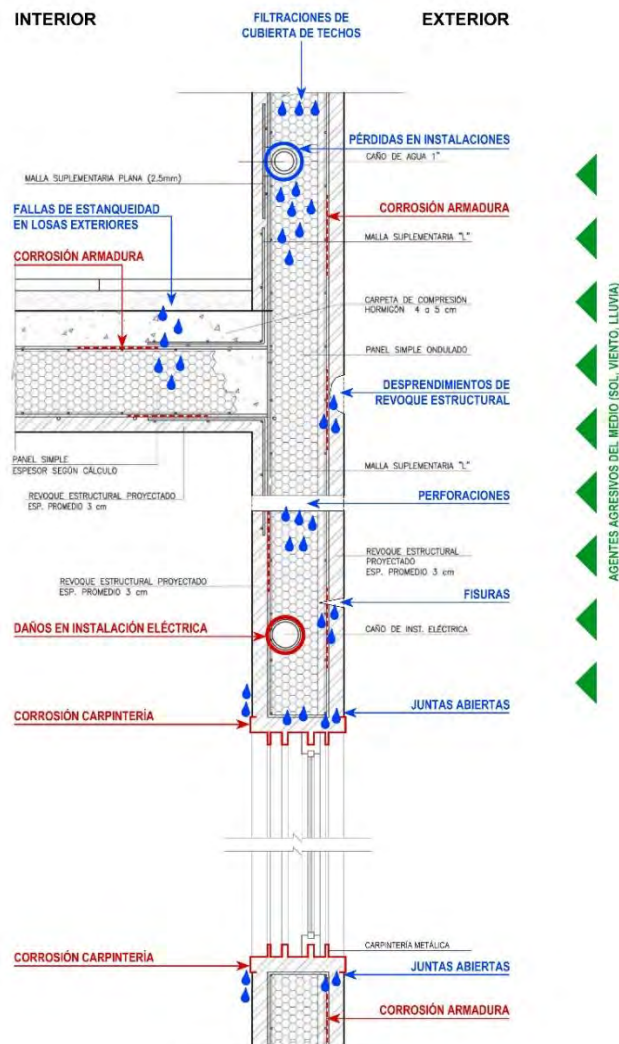 INTERIOR
FILTRACIONES DE
CUBIERTA DE TECHOS
EXTERIOR
PÉRDIDAS EN INSTALACIONES
CAÑO DE AGUA 1"
MALLA SUPLEMENTARIA PLANA (2.5mm)
CORROSIÓN ARMADURA
FALLAS DE ESTANQUEIDAD
EN LOSAS EXTERIORES
MALLA SUPLEMENTARIA "L"
CORROSIÓN ARMADURA
CARPETA DE COMPRESIÓN
HORMIGÓN 4 a 5 cm
PANEL SIMPLE ONDULADO
DESPRENDIMIENTOS DE
REVOQUE ESTRUCTURAL
PANEL SIMPLE
ESPESOR SEGÚN CÁLCULO
MALLA SUPLEMENTARIA "L"
REVOQUE ESTRUCTURAL PROYECTADO
ESP. PROMEDIO 3 cm
PERFORACIONES
REVOQUE ESTRUCTURAL
PROYECTADO
ESP. PROMEDIO 3 cm
REVOQUE ESTRUCTURAL PROYECTADO
ESP. PROMEDIO 3 cm
FISURAS
DAÑOS EN INSTALACIÓN ELÉCTRICA
CAÑO DE INST. ELÉCTRICA
JUNTAS ABIERTAS
CORROSIÓN CARPINTERÍA
CARPINTERÍA METÁLICA
CORROSIÓN CARPINTERÍA
JUNTAS ABIERTAS
CORROSIÓN ARMADURA
AGENTES AGRESIVOS DEL MEDIO (SOL, VIENTO, LLUVIA)